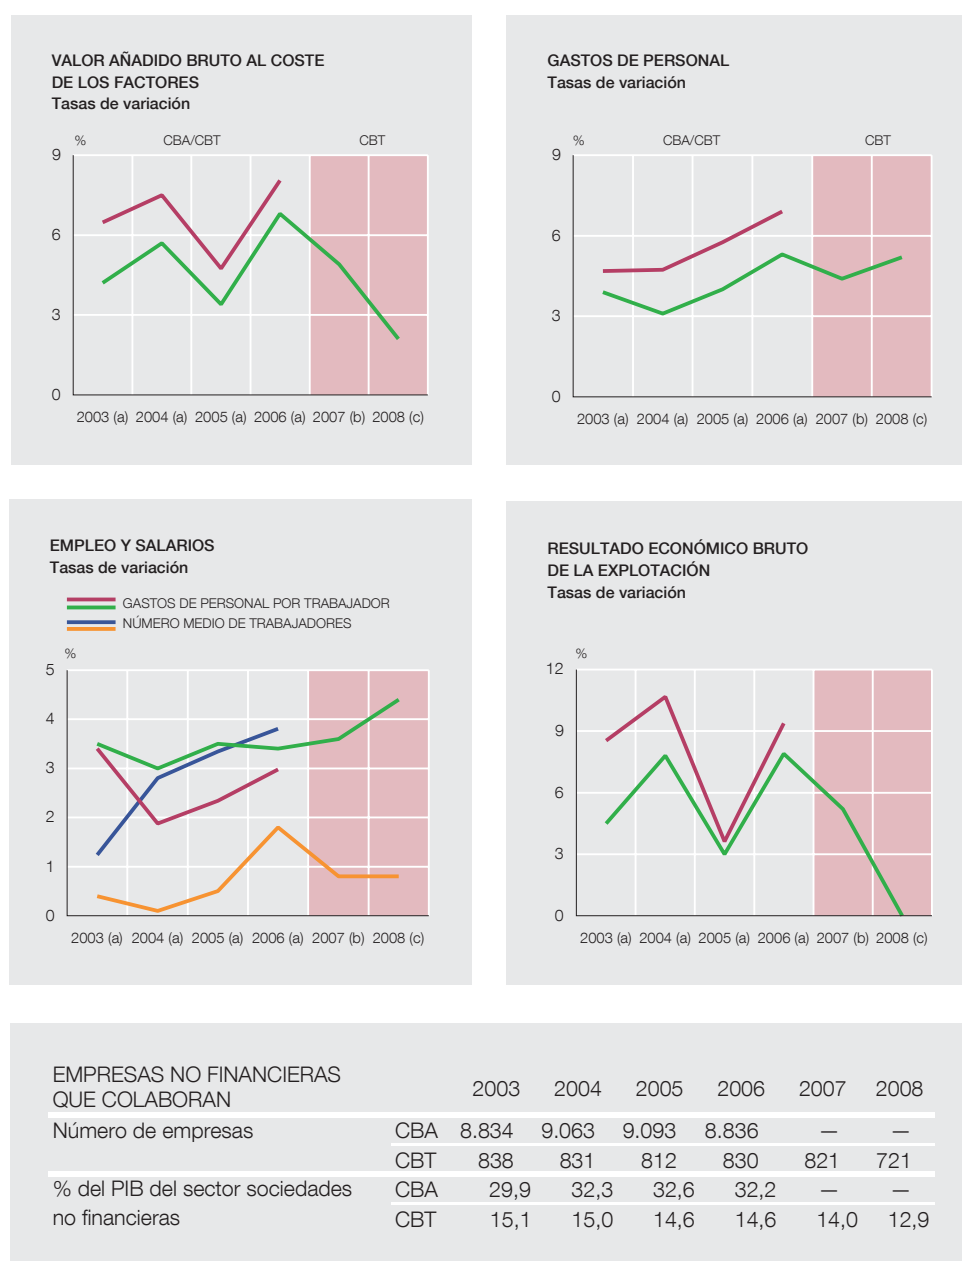 VALOR AÑADIDO BRUTO AL COSTE
DE LOS FACTORES
Tasas de variación
% CBA/CBT CBT
9
6
3
0
2003 (a) 2004 (a) 2005 (a) 2006 (a) 2007 (b) 2008 (c)
GASTOS DE PERSONAL
Tasas de variación
% CBA/CBT CBT
9
6
3
0
2003 (a) 2004 (a) 2005 (a) 2006 (a) 2007 (b) 2008 (c)
EMPLEO Y SALARIOS
Tasas de variación
GASTOS DE PERSONAL POR TRABAJADOR
NÚMERO MEDIO DE TRABAJADORES
%
5
4
3
2
1
0
2003 (a) 2004 (a) 2005 (a) 2006 (a) 2007 (b) 2008 (c)
RESULTADO ECONÓMICO BRUTO
DE LA EXPLOTACIÓN
Tasas de variación
%
12
9
6
3
0
2003 (a) 2004 (a) 2005 (a) 2006 (a) 2007 (b) 2008 (c)
EMPRESAS NO FINANCIERAS
QUE COLABORAN 2003 2004 2005 2006 2007 2008
Número de empresas CBA 8.834 9.063 9.093 8.836 — —
CBT 838 831 812 830 821 721
% del PIB del sector sociedades CBA 29,9 32,3 32,6 32,2 — —
no financieras CBT 15,1 15,0 14,6 14,6 14,0 12,9